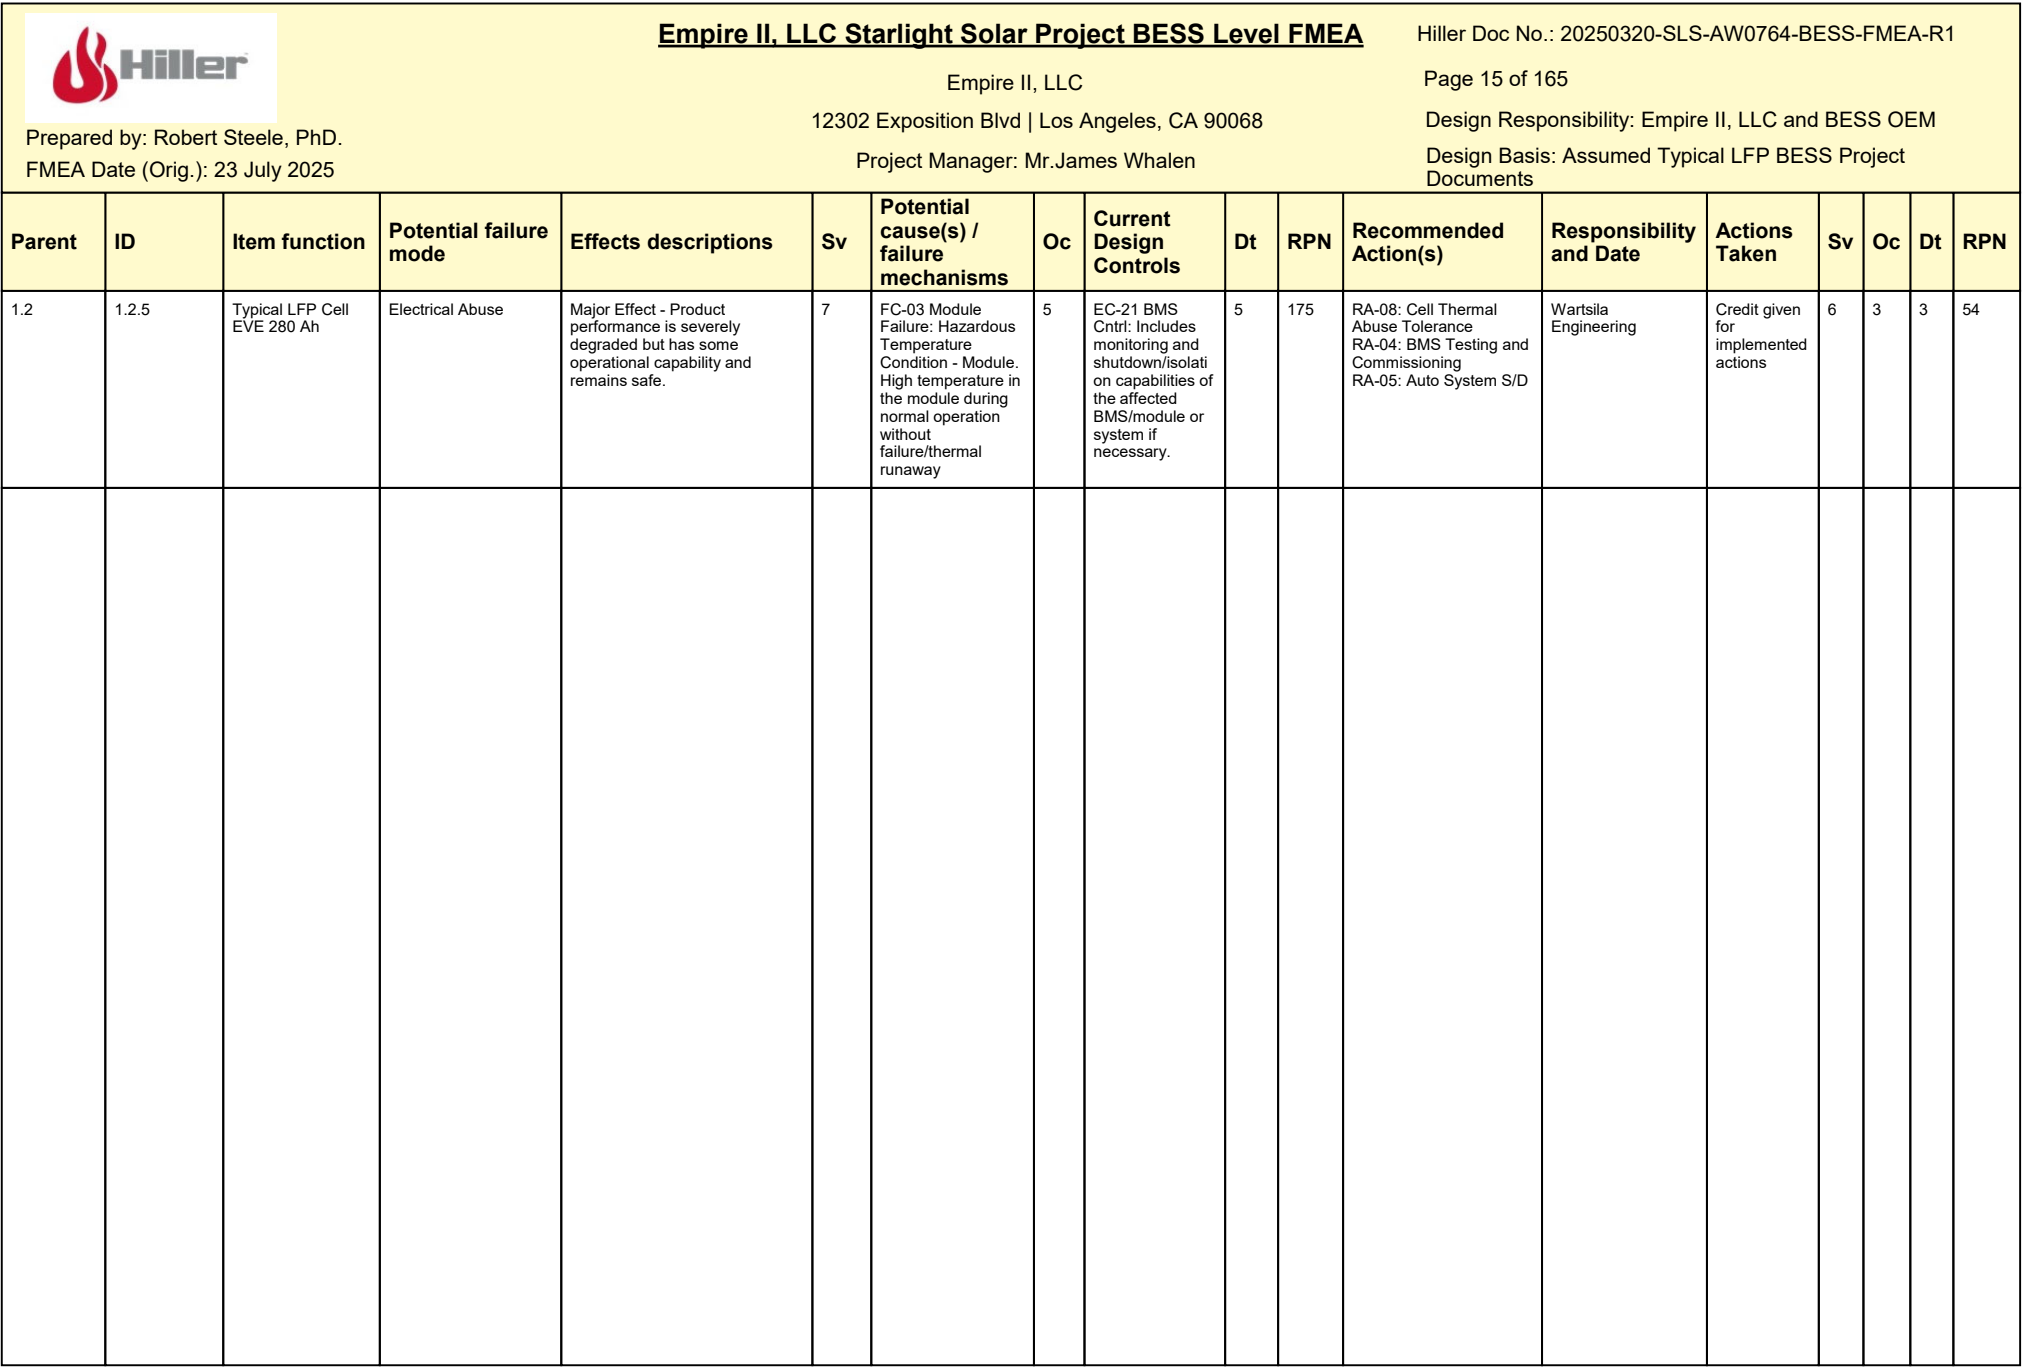 Hiller
Prepared by: Robert Steele, PhD.
FMEA Date (Orig.): 23 July 2025
Empire II, LLC Starlight Solar Project BESS Level FMEA
Empire II, LLC
12302 Exposition Blvd | Los Angeles, CA 90068
Project Manager: Mr.James Whalen
Hiller Doc No.: 20250320-SLS-AW0764-BESS-FMEA-R1
Page 15 of 165
Design Responsibility: Empire II, LLC and BESS OEM
Design Basis: Assumed Typical LFP BESS Project
Documents
Parent
ID
Item function
Potential failure
mode
Effects descriptions
Sv
Potential
cause(s) /
failure
mechanisms
Oc
Current
Design
Controls
Dt
RPN
Recommended
Action(s)
Responsibility
and Date
Actions
Taken
Sv
Oc
Dt
RPN
1.2
1.2.5
Typical LFP Cell
EVE 280 Ah
Electrical Abuse
Major Effect - Product
performance is severely
degraded but has some
operational capability and
remains safe.
7
FC-03 Module
Failure: Hazardous
Temperature
Condition - Module.
High temperature in
the module during
normal operation
without
failure/thermal
runaway
5
EC-21 BMS
Cntrl: Includes
monitoring and
shutdown/isolati
on capabilities of
the affected
BMS/module or
system if
necessary.
5
175
RA-08: Cell Thermal
Abuse Tolerance
RA-04: BMS Testing and
Commissioning
RA-05: Auto System S/D
Wartsila
Engineering
Credit given
for
implemented
actions
6
3
3
54